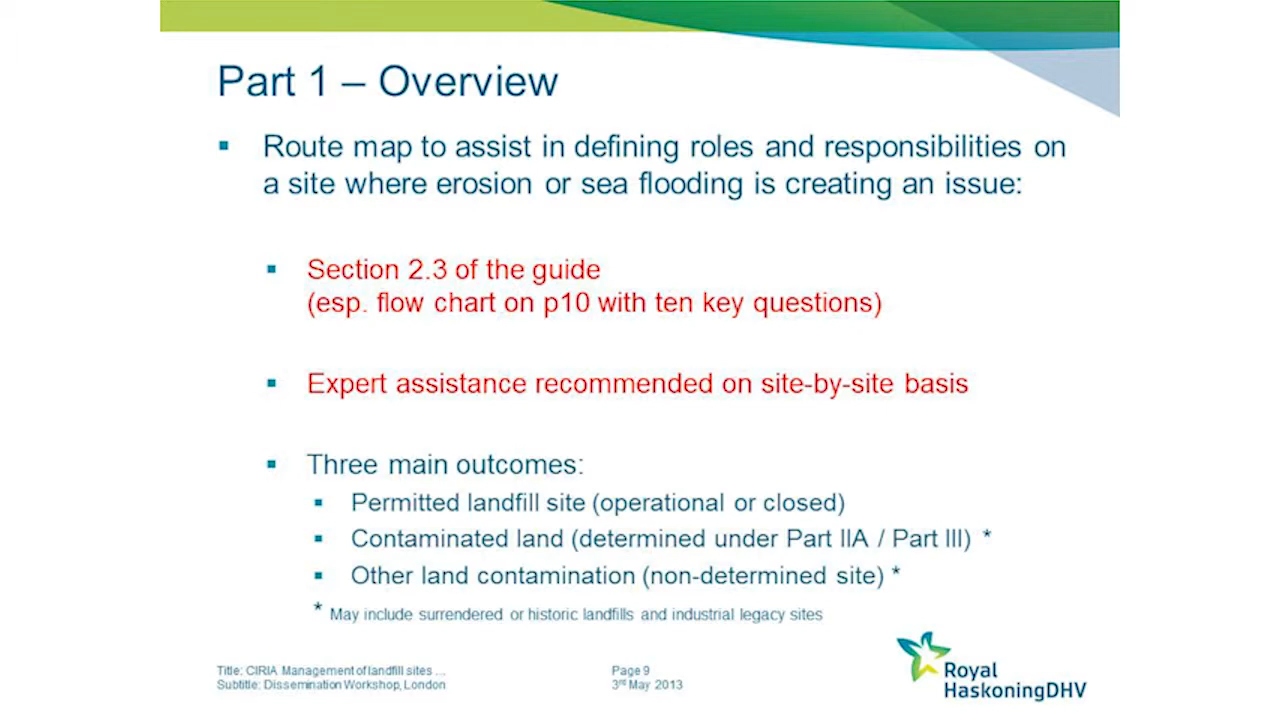 Part 1 – Overview
▪ Route map to assist in defining roles and responsibilities on
a site where erosion or sea flooding is creating an issue:
▪ Section 2.3 of the guide
(esp. flow chart on p10 with ten key questions)
▪ Expert assistance recommended on site-by-site basis
▪ Three main outcomes:
▪ Permitted landfill site (operational or closed)
▪ Contaminated land (determined under Part IIA / Part III) *
▪ Other land contamination (non-determined site) *
* May include surrendered or historic landfills and industrial legacy sites
Title: CIRIA Management of landfill sites ...
Subtitle: Dissemination Workshop, London
Page 9
3rd May 2013
Royal
HaskoningDHV